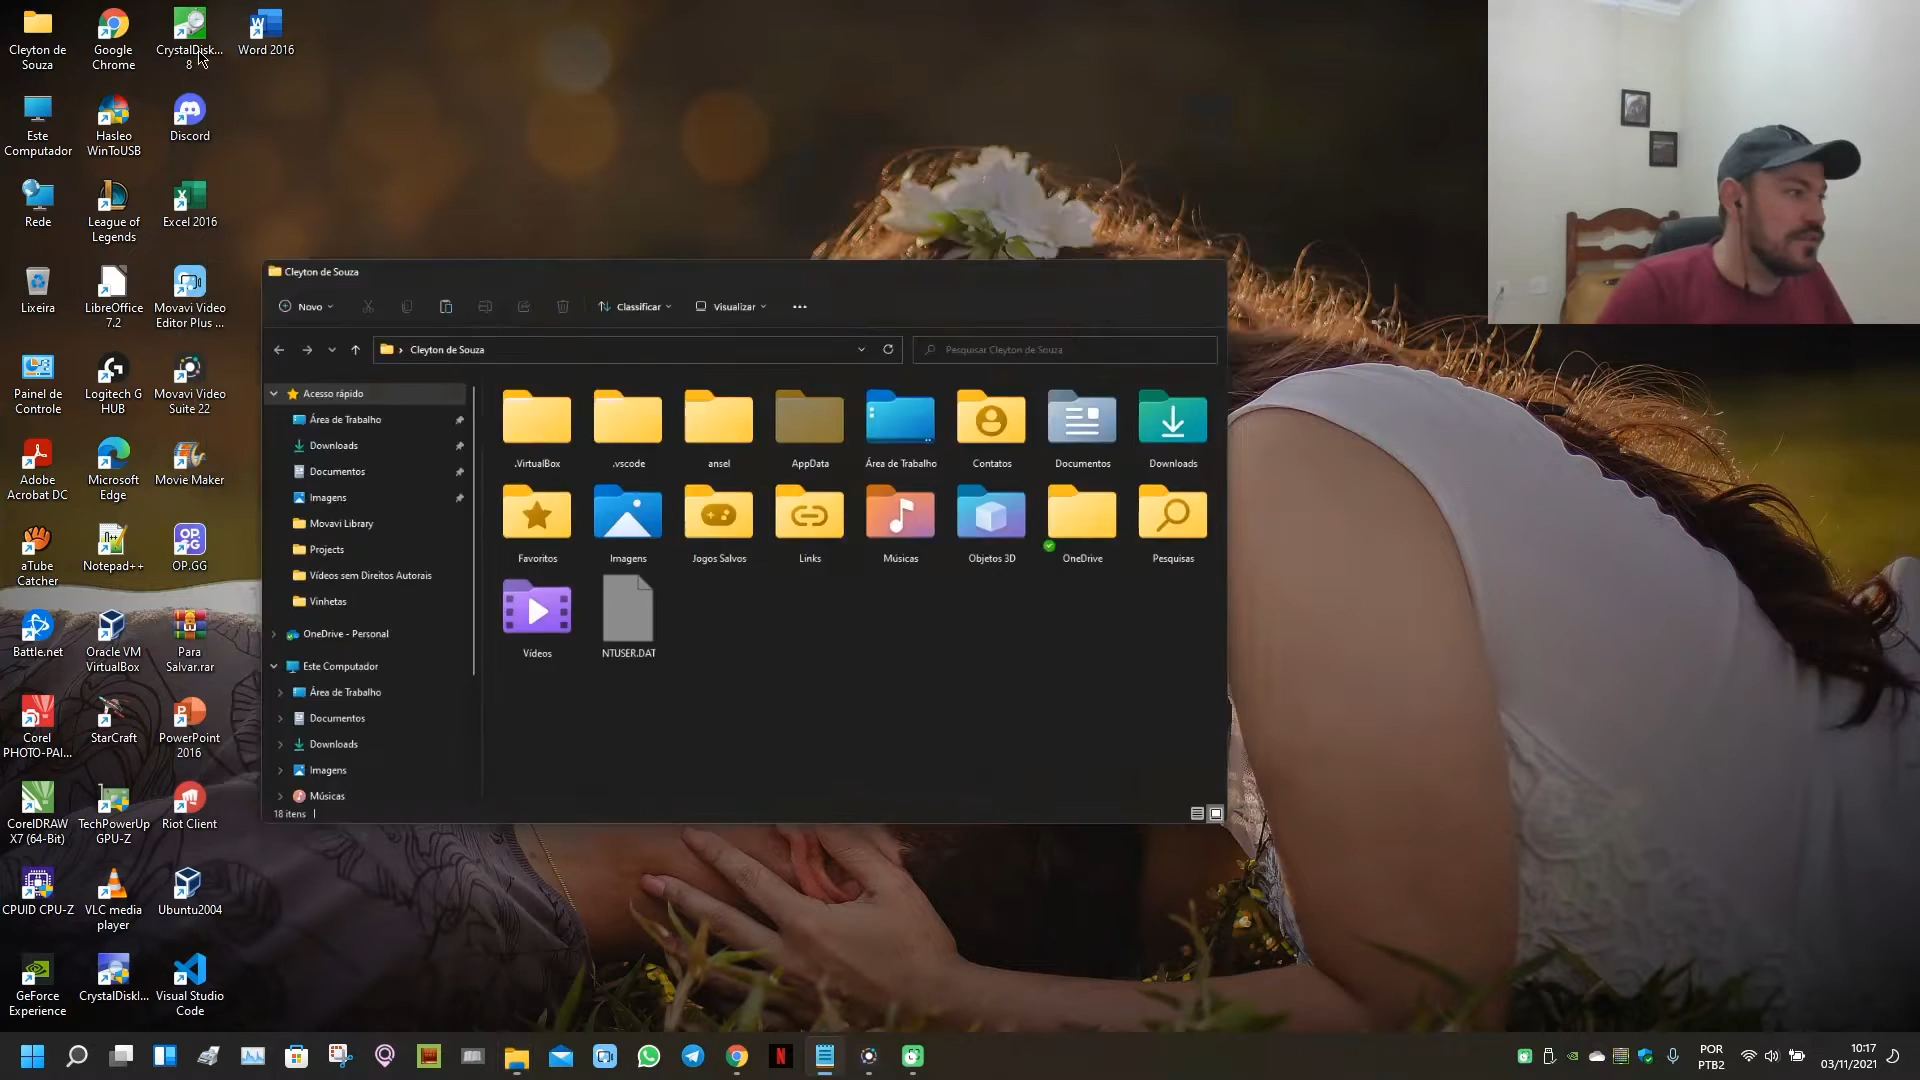 Cleyton de
Souza
Google
Chrome
CrystalDisk...
8
Word 2016
Este
Computador
Hasleo
WinToUSB
Discord
Rede
League of
Legends
Excel 2016
Lixeira
LibreOffice
7.2
Movavi Video
Editor Plus ...
Painel de
Controle
Logitech G
HUB
Movavi Video
Suite 22
Adobe
Acrobat DC
Microsoft
Edge
Movie Maker
aTube
Catcher
Notepad++
OP.GG
Battle.net
Oracle VM
VirtualBox
Para
Salvar.rar
Corel
PHOTO-PAI...
StarCraft
PowerPoint
2016
CorelDRAW
X7 (64-Bit)
TechPowerUp
GPU-Z
Riot Client
CPUID CPU-Z
VLC media
player
Ubuntu2004
GeForce
Experience
CrystalDiskI...
Visual Studio
Code
Cleyton de Souza
Novo
Classificar
Visualizar
Cleyton de Souza
Pesquisar Cleyton de Souza
Acesso rápido
Área de Trabalho
Downloads
Documentos
Imagens
Movavi Library
Projects
Vídeos sem Direitos Autorais
Vinhetas
OneDrive - Personal
Este Computador
Área de Trabalho
Documentos
Downloads
Imagens
Músicas
.VirtualBox
.vscode
ansel
AppData
Área de Trabalho
Contatos
Documentos
Downloads
Favoritos
Imagens
Jogos Salvos
Links
Músicas
Objetos 3D
OneDrive
Pesquisas
Vídeos
NTUSER.DAT
18 itens
POR
PTB2
10:17
03/11/2021